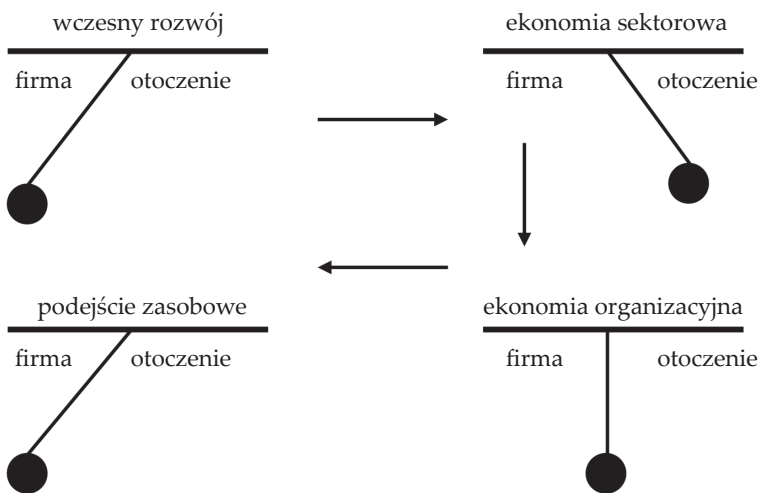 wczesny rozwój
firma otoczenie
ekonomia sektorowa
firma otoczenie
podejście zasobowe
firma otoczenie
ekonomia organizacyjna
firma otoczenie